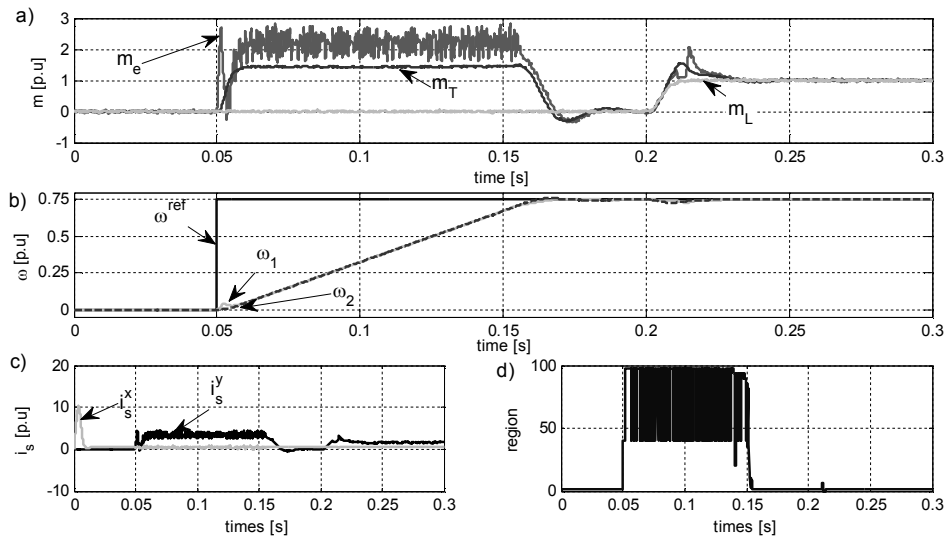 a)
m [p.u]
3
2
1
0
-1
m_e
m_T
m_L
0 0.05 0.1 0.15 0.2 0.25 0.3
time [s]
b)
ω [p.u]
0.75
0.5
0.25
0
ω^ref
ω_1
ω_2
0 0.05 0.1 0.15 0.2 0.25 0.3
time [s]
c)
i_s [p.u]
20
10
0
-10
i_s^x
i_s^y
0 0.05 0.1 0.15 0.2 0.25 0.3
times [s]
d)
region
100
50
0
0 0.05 0.1 0.15 0.2 0.25 0.3
times [s]